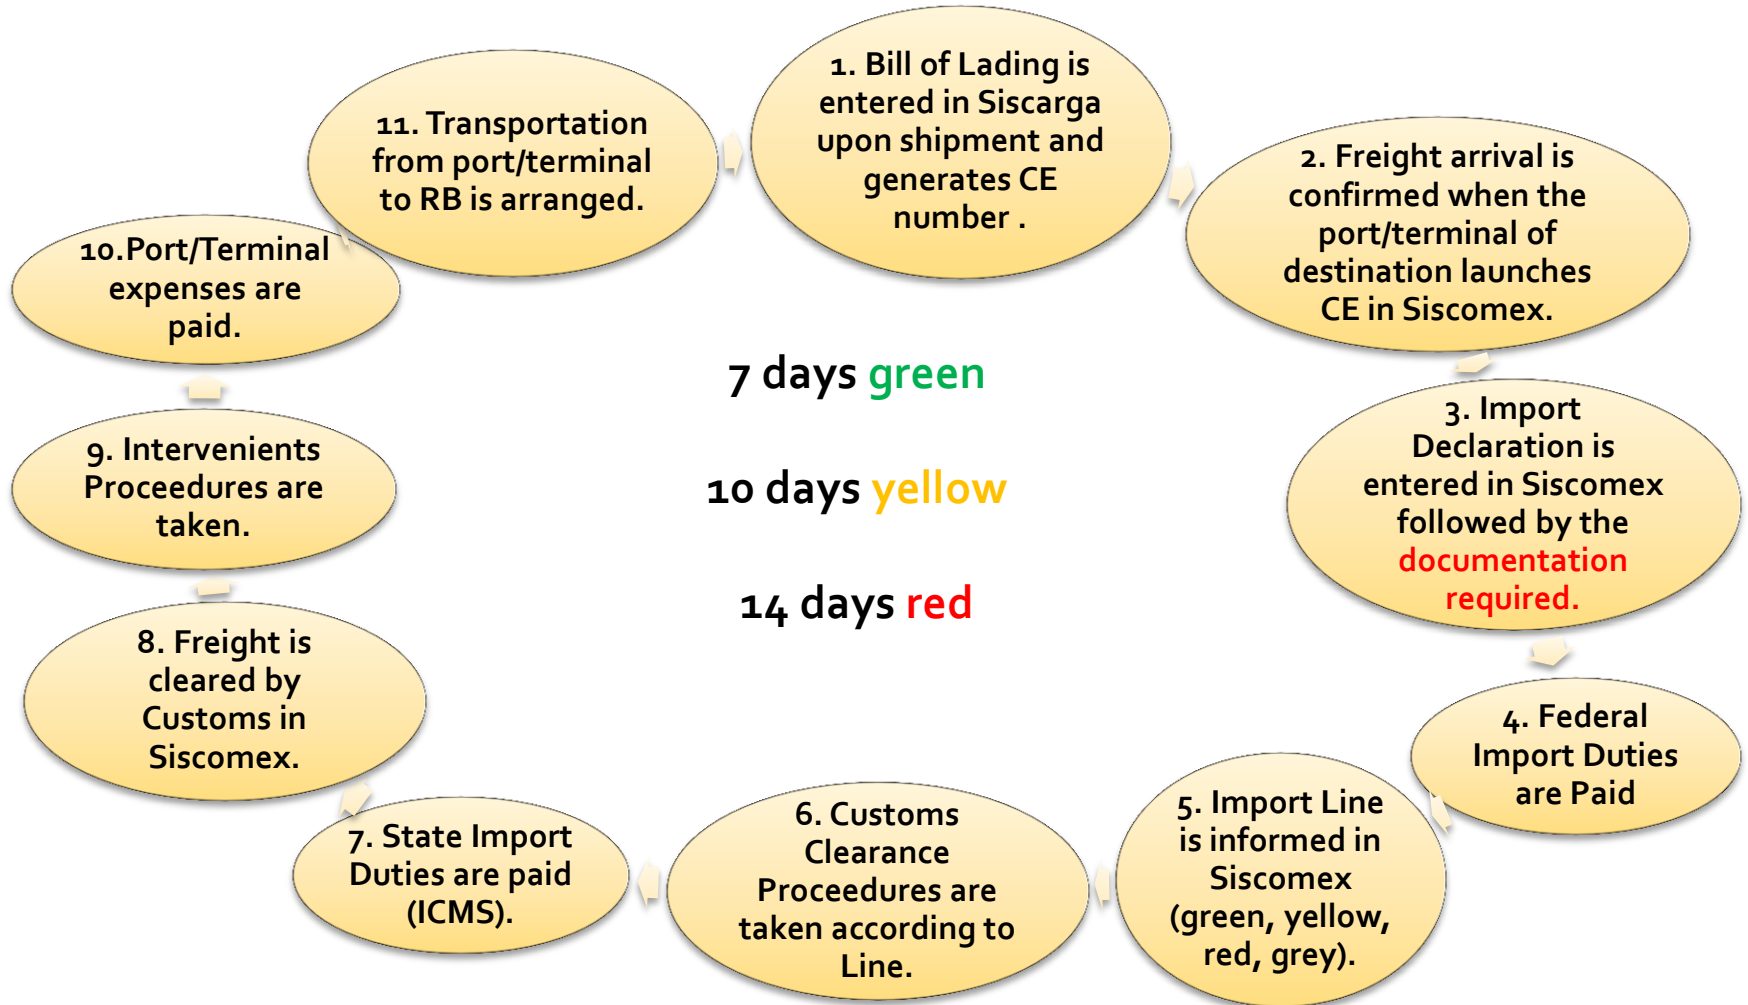 1. Bill of Lading is
entered in Siscarga
upon shipment and
generates CE
number .
2. Freight arrival is
confirmed when the
port/terminal of
destination launches
CE in Siscomex.
3. Import
Declaration is
entered in Siscomex
followed by the
documentation
required.
4. Federal
Import Duties
are Paid
5. Import Line
is informed in
Siscomex
(green, yellow,
red, grey).
6. Customs
Clearance
Proceedures are
taken according to
Line.
7. State Import
Duties are paid
(ICMS).
8. Freight is
cleared by
Customs in
Siscomex.
9. Intervenients
Proceedures are
taken.
10.Port/Terminal
expenses are
paid.
11. Transportation
from port/terminal
to RB is arranged.
7 days green
10 days yellow
14 days red